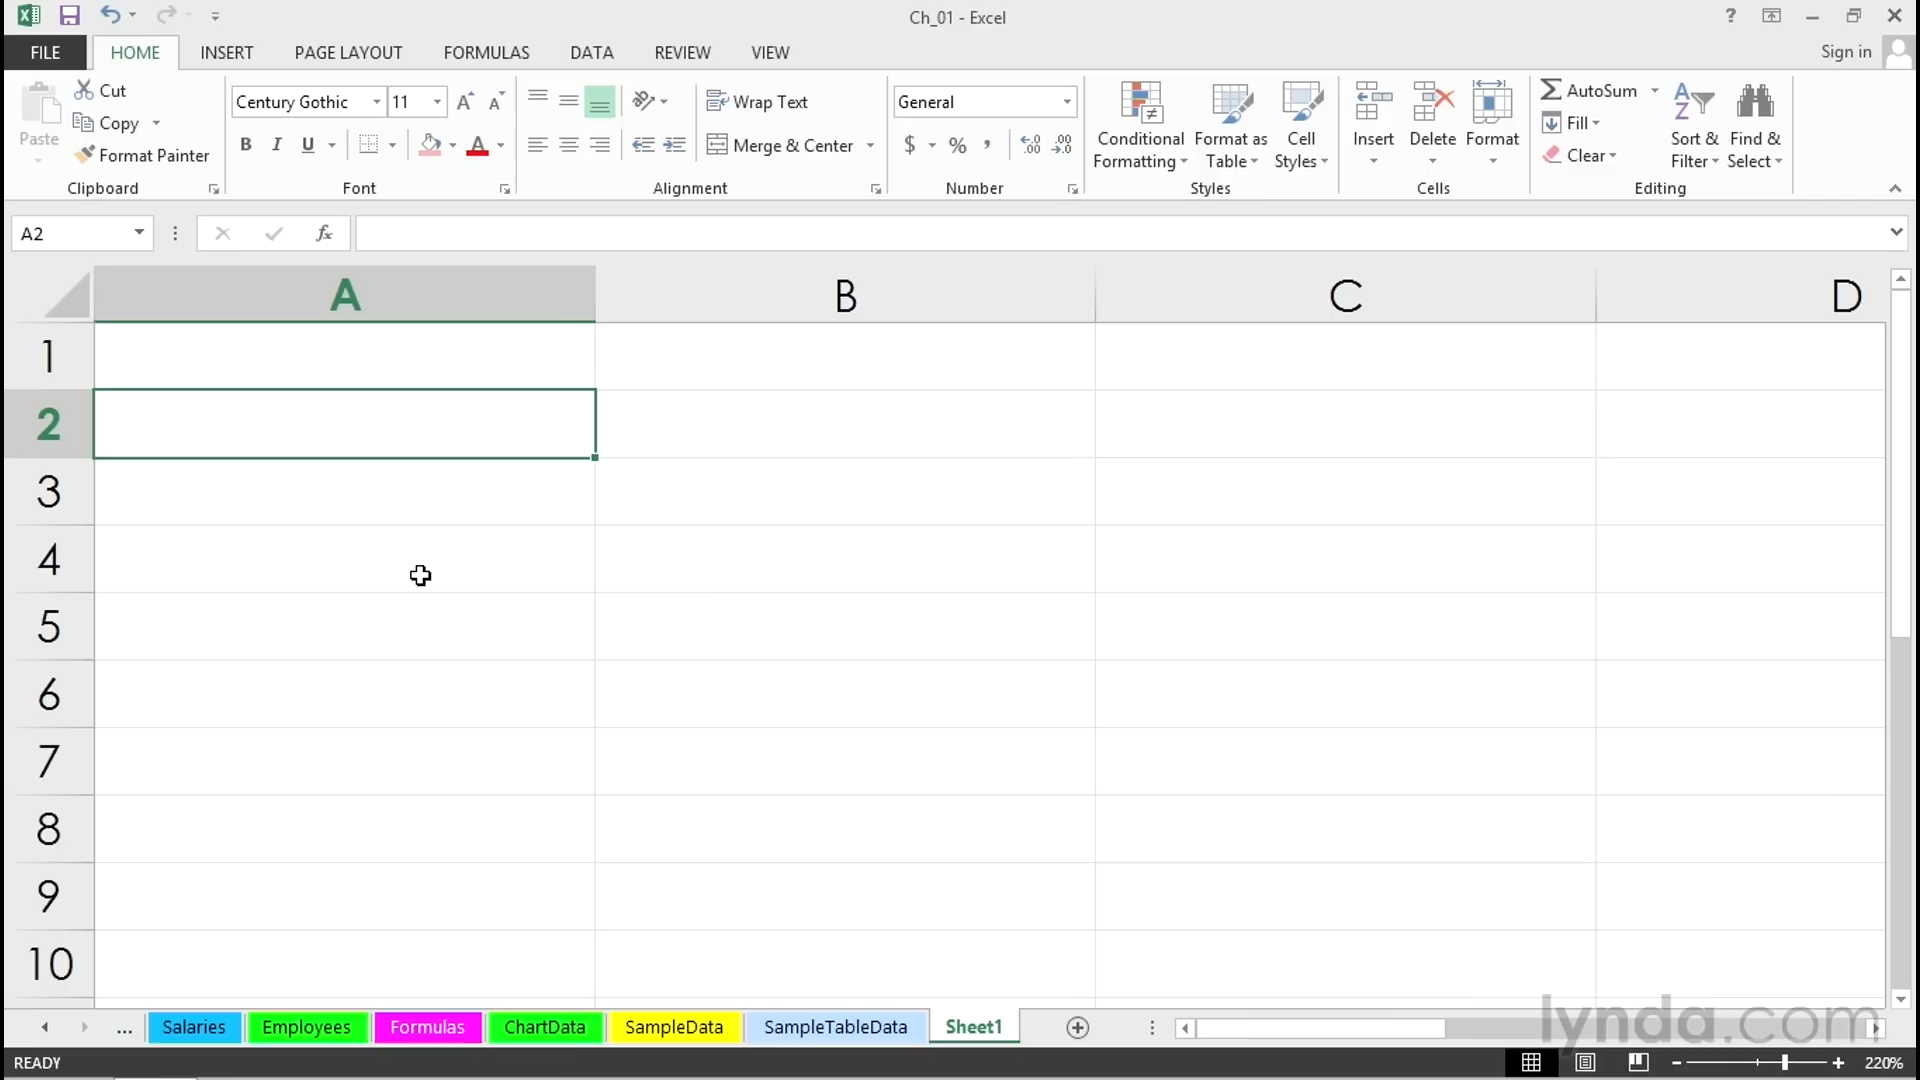 Ch_01 - Excel
?
FILE HOME INSERT PAGE LAYOUT FORMULAS DATA REVIEW VIEW
Sign in
Paste
Cut
Copy
Format Painter
Clipboard
Century Gothic 11
B I U
Font
Wrap Text
Merge & Center
Alignment
General
$ % ,
Number
Conditional
Formatting
Format as
Table
Cell
Styles
Styles
Insert
Delete
Format
Cells
AutoSum
Fill
Clear
Sort &
Filter
Find &
Select
Editing
A2
fx
A B C D
1
2
3
4
5
6
7
8
9
10
... Salaries Employees Formulas ChartData SampleData SampleTableData Sheet1
lynda.com
READY
220%